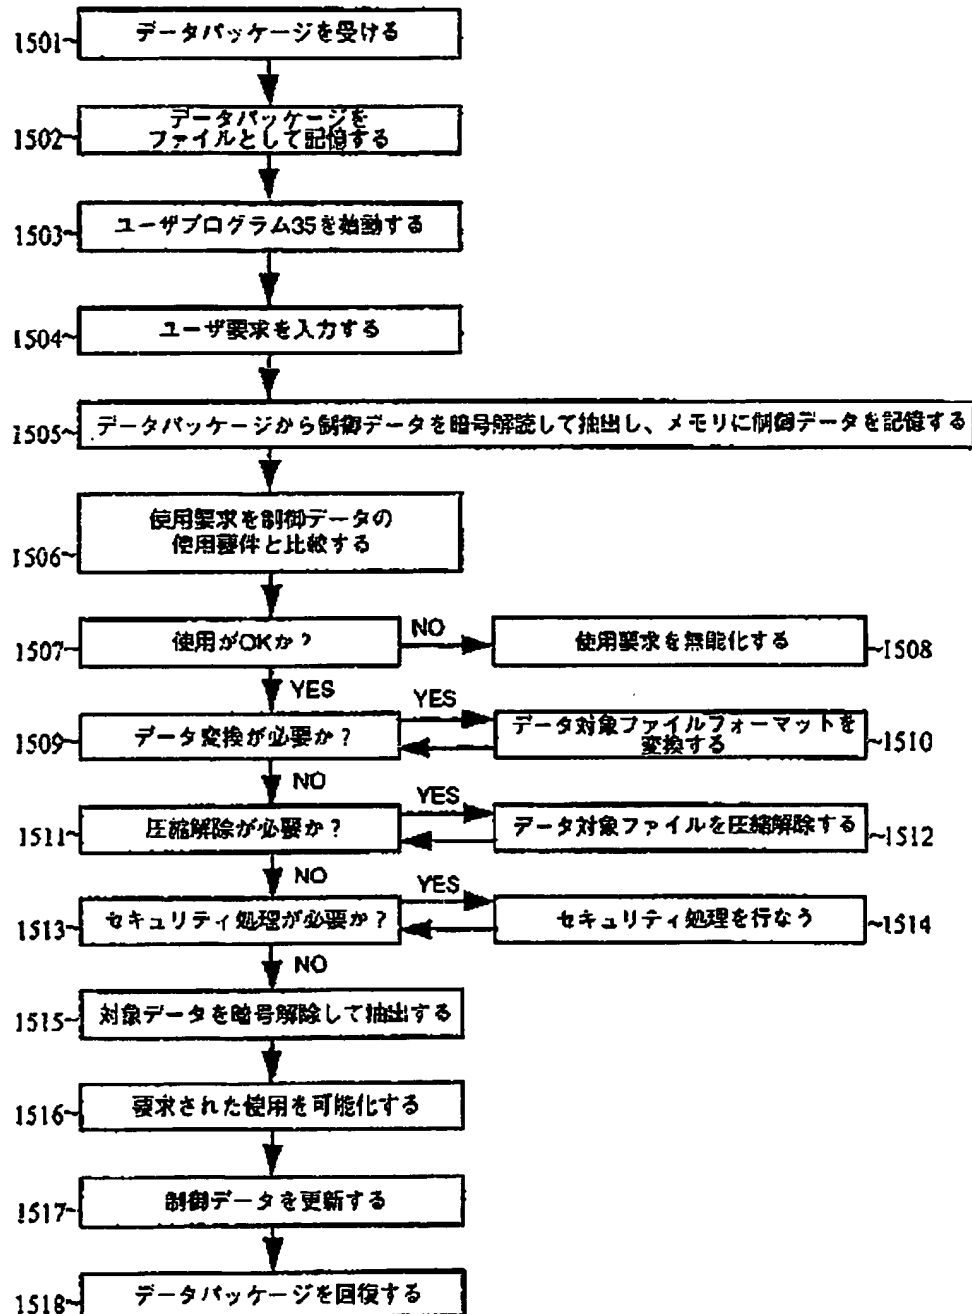 1501~ データパッケージを受ける
データパッケージを
1502~ ファイルとして記憶する
1503~ ユーザプログラム35を始動する
1504~ ユーザ要求を入力する
1505~ データパッケージから制御データを暗号解読して抽出し、メモリに制御データを記憶する
使用要求を制御データの
使用要件と比較する
1506~
1507~ 使用がOKか? NO 使用要求を無能化する ~1508
YES
YES
1509~ データ変換が必要か? データ対象ファイルフォーマットを
変換する ~1510
NO
YES
1511~ 圧縮解除が必要か? データ対象ファイルを圧縮解除する ~1512
NO
YES
1513~ セキュリティ処理が必要か? セキュリティ処理を行なう ~1514
NO
1515~ 対象データを暗号解除して抽出する
1516~ 要求された使用を可能化する
1517~ 制御データを更新する
1518~ データパッケージを回復する